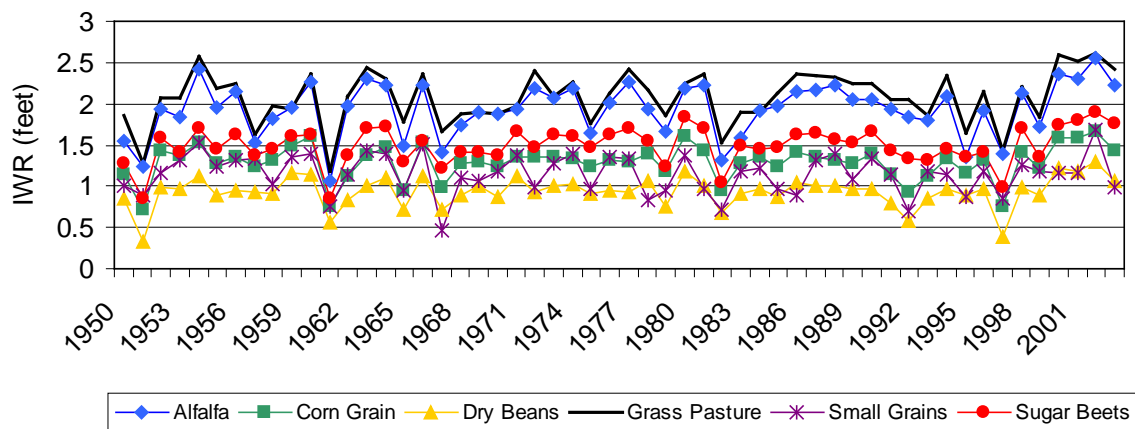 3
2.5
2
1.5
1
0.5
0
IWR (feet)
1950 1953 1956 1959 1962 1965 1968 1971 1974 1977 1980 1983 1986 1989 1992 1995 1998 2001
Alfalfa Corn Grain Dry Beans Grass Pasture Small Grains Sugar Beets